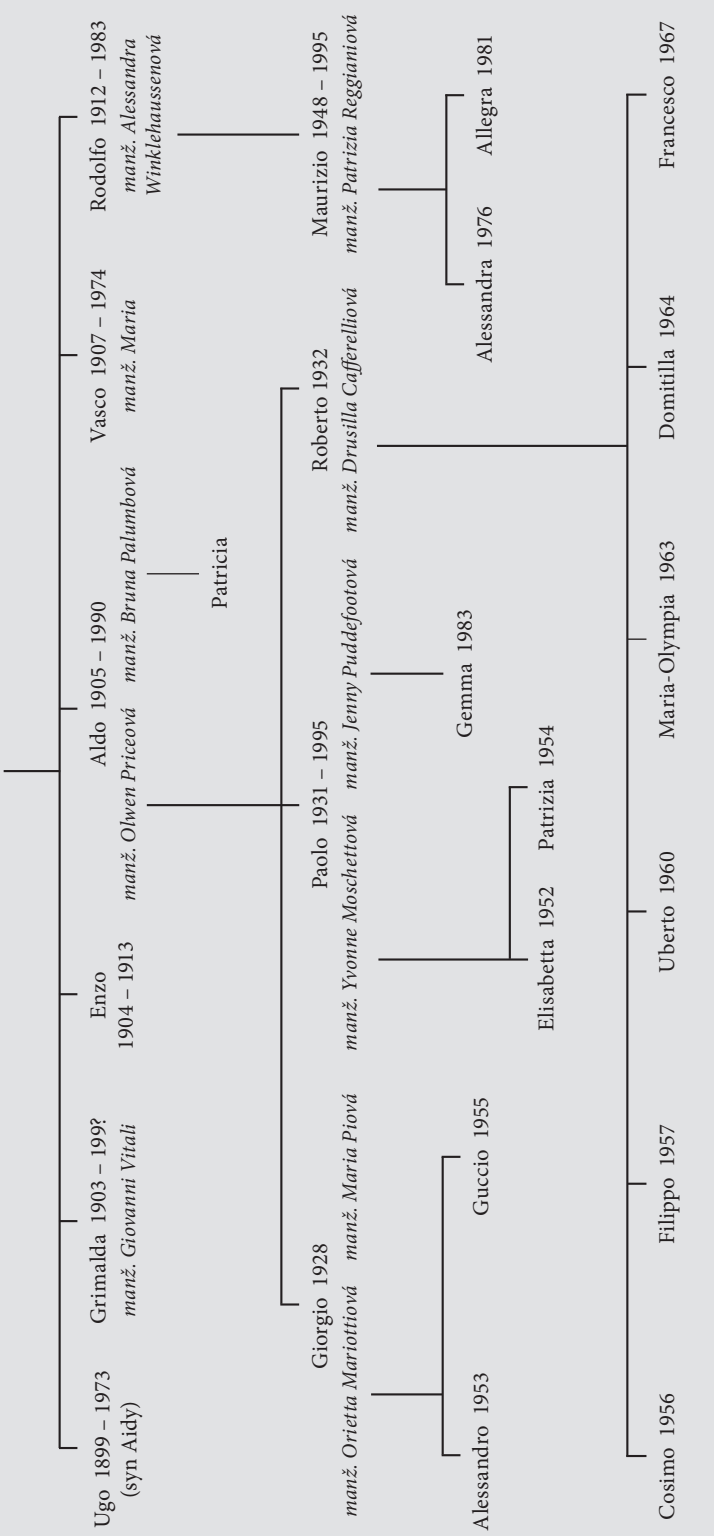 Ugo 1899 – 1973
(syn Aidy)
Grimalda 1903 – 199?
manž. Giovanni Vitali
Enzo
1904 – 1913
Aldo 1905 – 1990
manž. Olwen Priceová
manž. Bruna Palumbová
Vasco 1907 – 1974
manž. Maria
Rodolfo 1912 – 1983
manž. Alessandra
Winklehaussenová
Patricia
Giorgio 1928
manž. Orietta Mariottiová
manž. Maria Piová
Paolo 1931 – 1995
manž. Yvonne Moschettová
manž. Jenny Puddefootová
Roberto 1932
manž. Drusilla Cafferelliová
Maurizio 1948 – 1995
manž. Patrizia Reggianiová
Alessandro 1953
Guccio 1955
Elisabetta 1952
Patrizia 1954
Gemma 1983
Alessandra 1976
Allegra 1981
Cosimo 1956
Filippo 1957
Uberto 1960
Maria-Olympia 1963
Domitilla 1964
Francesco 1967